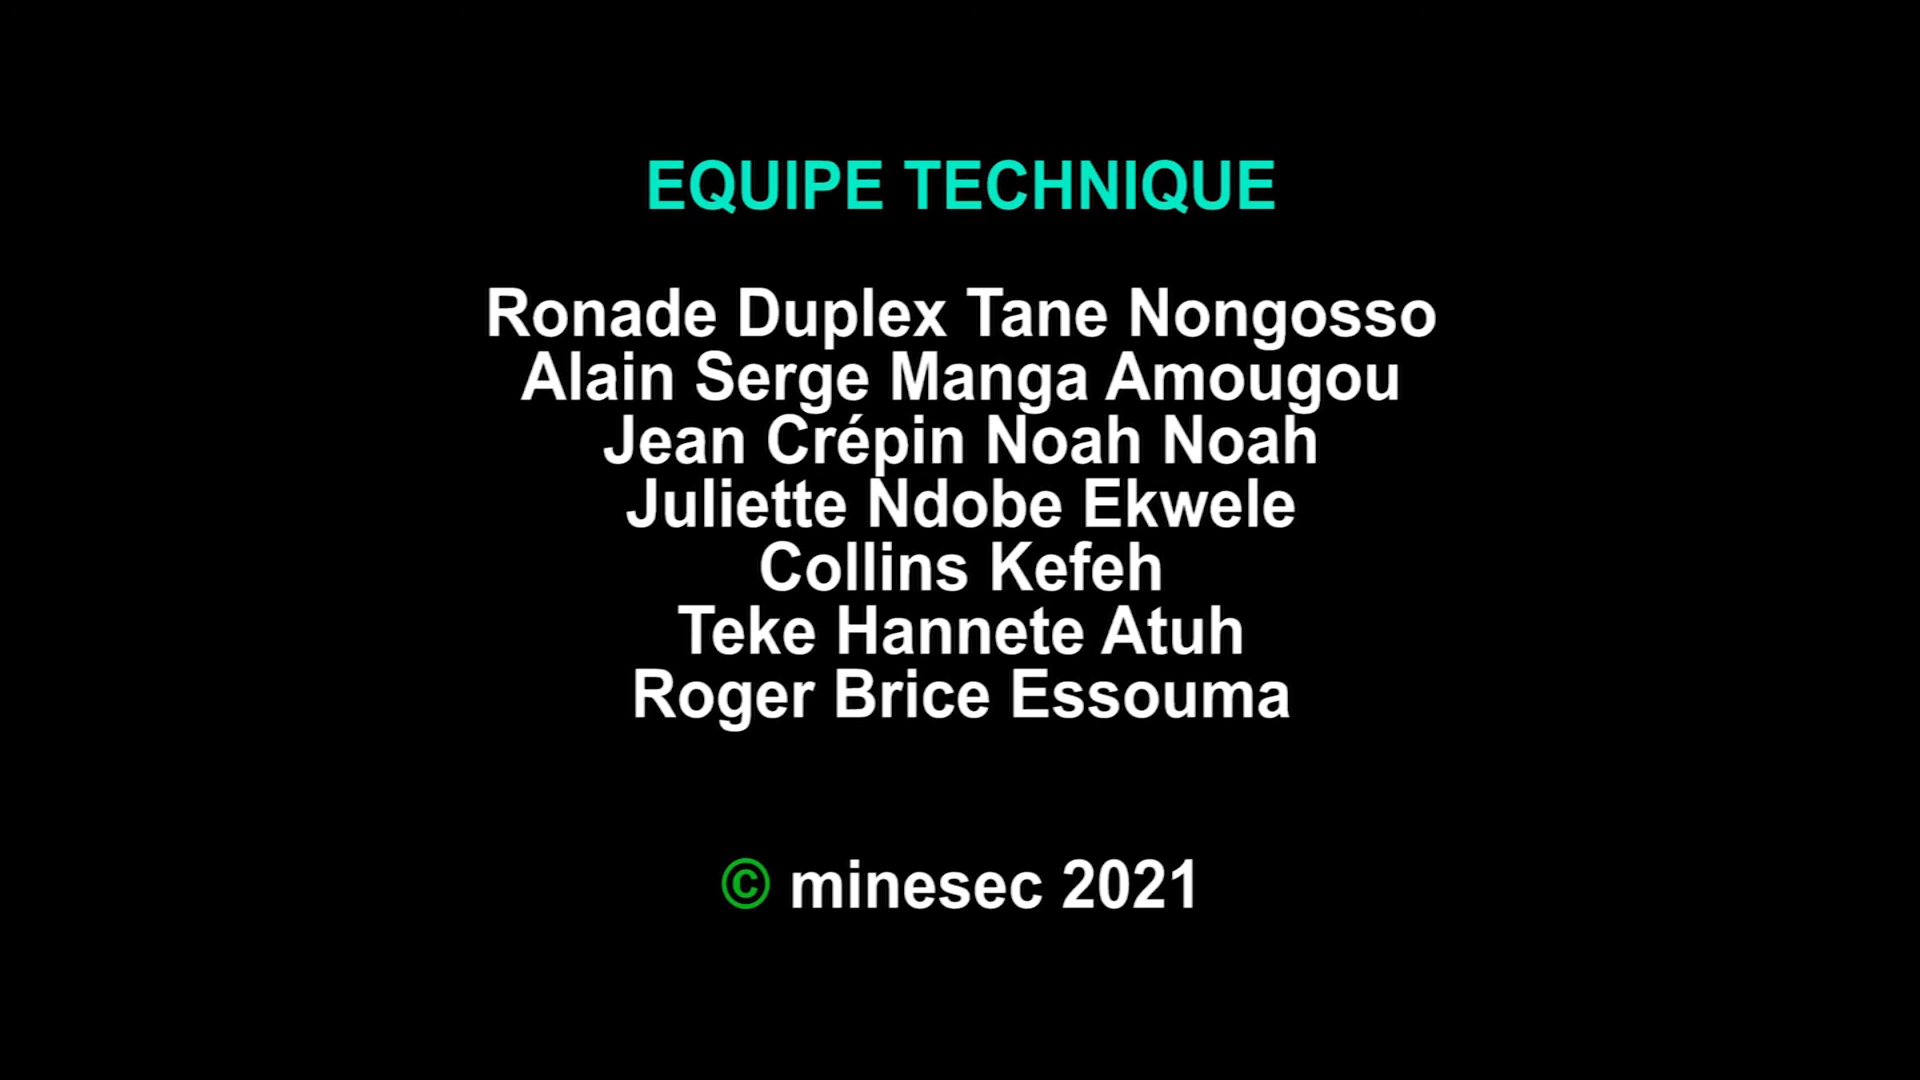 EQUIPE TECHNIQUE
Ronade Duplex Tane Nongosso
Alain Serge Manga Amougou
Jean Crépin Noah Noah
Juliette Ndobe Ekwele
Collins Kefeh
Teke Hannete Atuh
Roger Brice Essouma
© minesec 2021